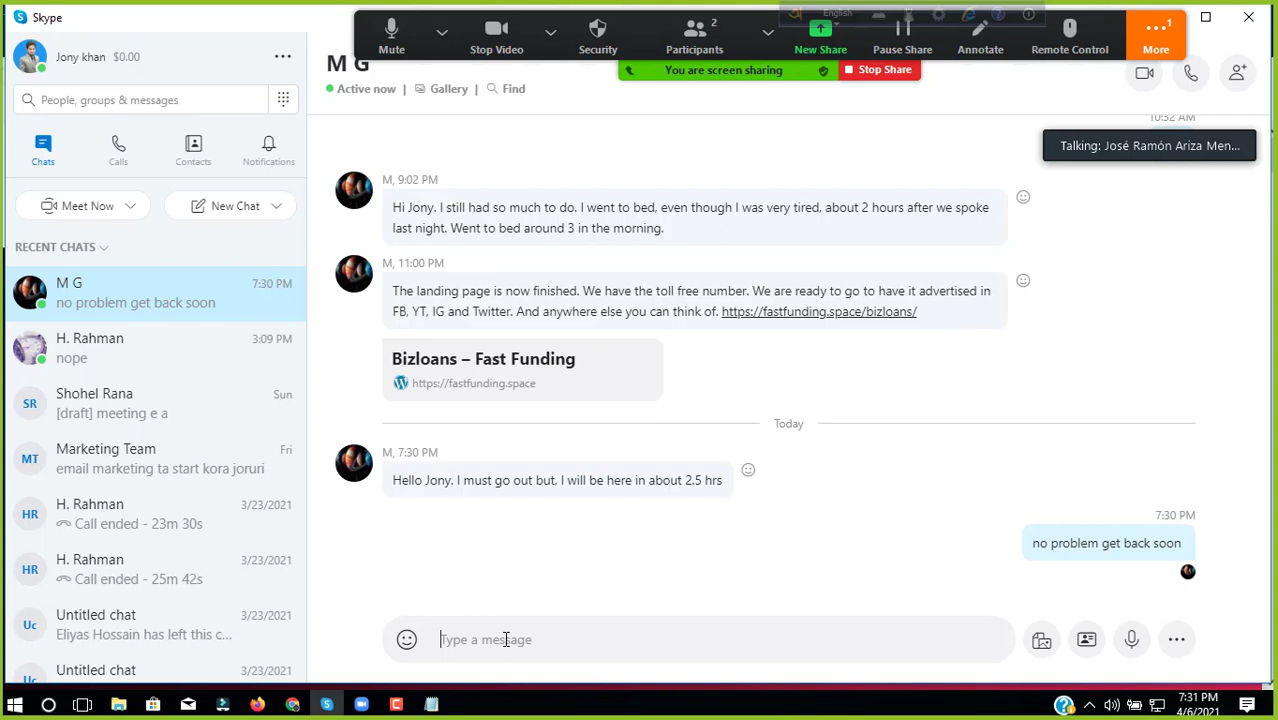 Skype
English
Mute
Stop Video
Security
Participants
2
New Share
Pause Share
Annotate
Remote Control
More
1
You are screen sharing
Stop Share
Jony khan $0.00
People, groups & messages
Chats
Calls
Contacts
Notifications
Meet Now
New Chat
RECENT CHATS
M G
7:30 PM
no problem get back soon
H. Rahman
3:09 PM
nope
SR
Shohel Rana
Sun
[draft] meeting e a
MT
Marketing Team
Fri
email marketing ta start kora joruri
HR
H. Rahman
3/23/2021
Call ended - 23m 30s
HR
H. Rahman
3/23/2021
Call ended - 25m 42s
Uc
Untitled chat
3/23/2021
Eliyas Hossain has left this c...
Uc
Untitled chat
3/23/2021
M G
Active now | Gallery | Find
10:32 AM
Talking: José Ramón Ariza Men...
M, 9:02 PM
Hi Jony. I still had so much to do. I went to bed, even though I was very tired, about 2 hours after we spoke
last night. Went to bed around 3 in the morning.
M, 11:00 PM
The landing page is now finished. We have the toll free number. We are ready to go to have it advertised in
FB, YT, IG and Twitter. And anywhere else you can think of. https://fastfunding.space/bizloans/
Bizloans – Fast Funding
https://fastfunding.space
Today
M, 7:30 PM
Hello Jony. I must go out but, I will be here in about 2.5 hrs
7:30 PM
no problem get back soon
Type a message
7:31 PM
4/6/2021